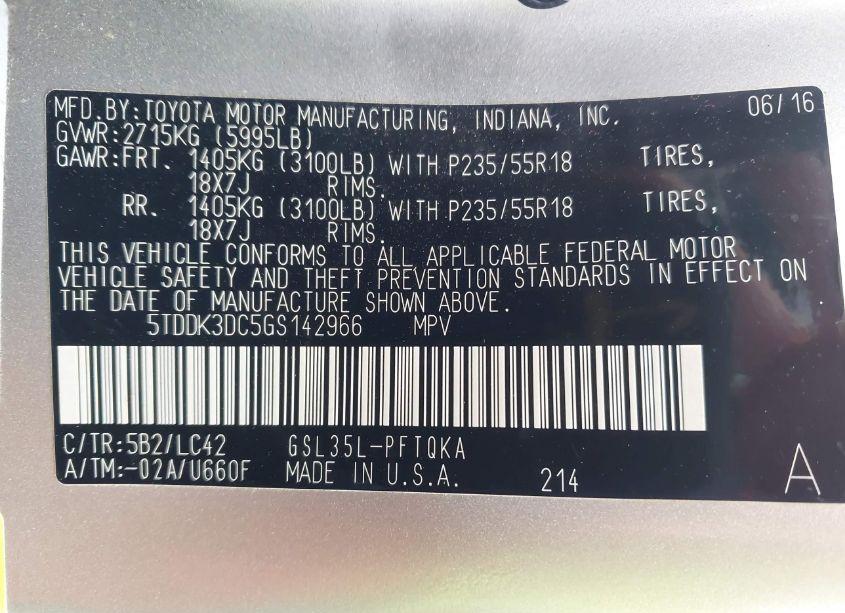 MFD.BY:TOYOTA MOTOR MANUFACTURING, INDIANA, INC. 06/16
GVWR:2715KG (5995LB)
GAWR:FRT. 1405KG (3100LB) WITH P235/55R18 TIRES,
18X7J RIMS.
RR. 1405KG (3100LB) WITH P235/55R18 TIRES,
18X7J RIMS.
THIS VEHICLE CONFORMS TO ALL APPLICABLE FEDERAL MOTOR
VEHICLE SAFETY AND THEFT PREVENTION STANDARDS IN EFFECT ON
THE DATE OF MANUFACTURE SHOWN ABOVE.
5TDDK3DC5GS142966 MPV
C/TR:5B2/LC42 GSL35L-PFTQKA
A/TM:-02A/U660F MADE IN U.S.A. 214 A